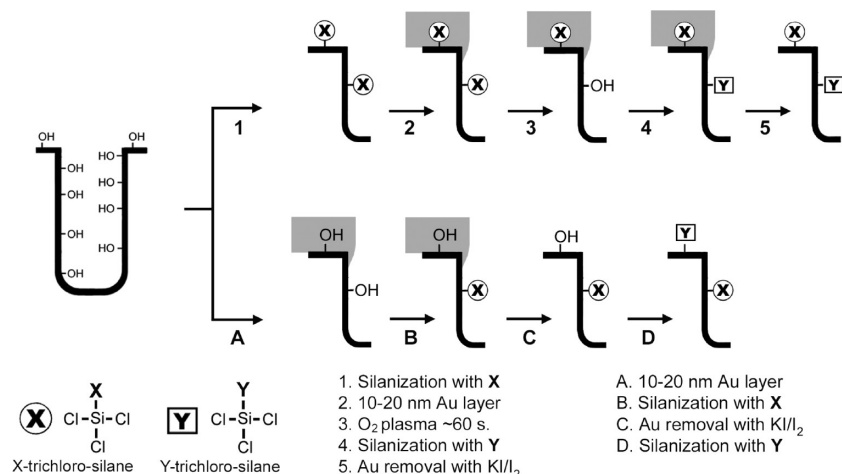 OH
OH
OH
HO
OH
HO
OH
HO
OH
HO
OH
X
X
1
X
X
2
X
OH
3
X
Y
4
X
Y
5
OH
OH
A
OH
X
B
OH
X
C
Y
X
D
X
X
Cl-Si-Cl
Cl
X-trichloro-silane
Y
Y
Cl-Si-Cl
Cl
Y-trichloro-silane
1. Silanization with X
2. 10-20 nm Au layer
3. O₂ plasma ~60 s.
4. Silanization with Y
5. Au removal with KI/I₂
A. 10-20 nm Au layer
B. Silanization with X
C. Au removal with KI/I₂
D. Silanization with Y